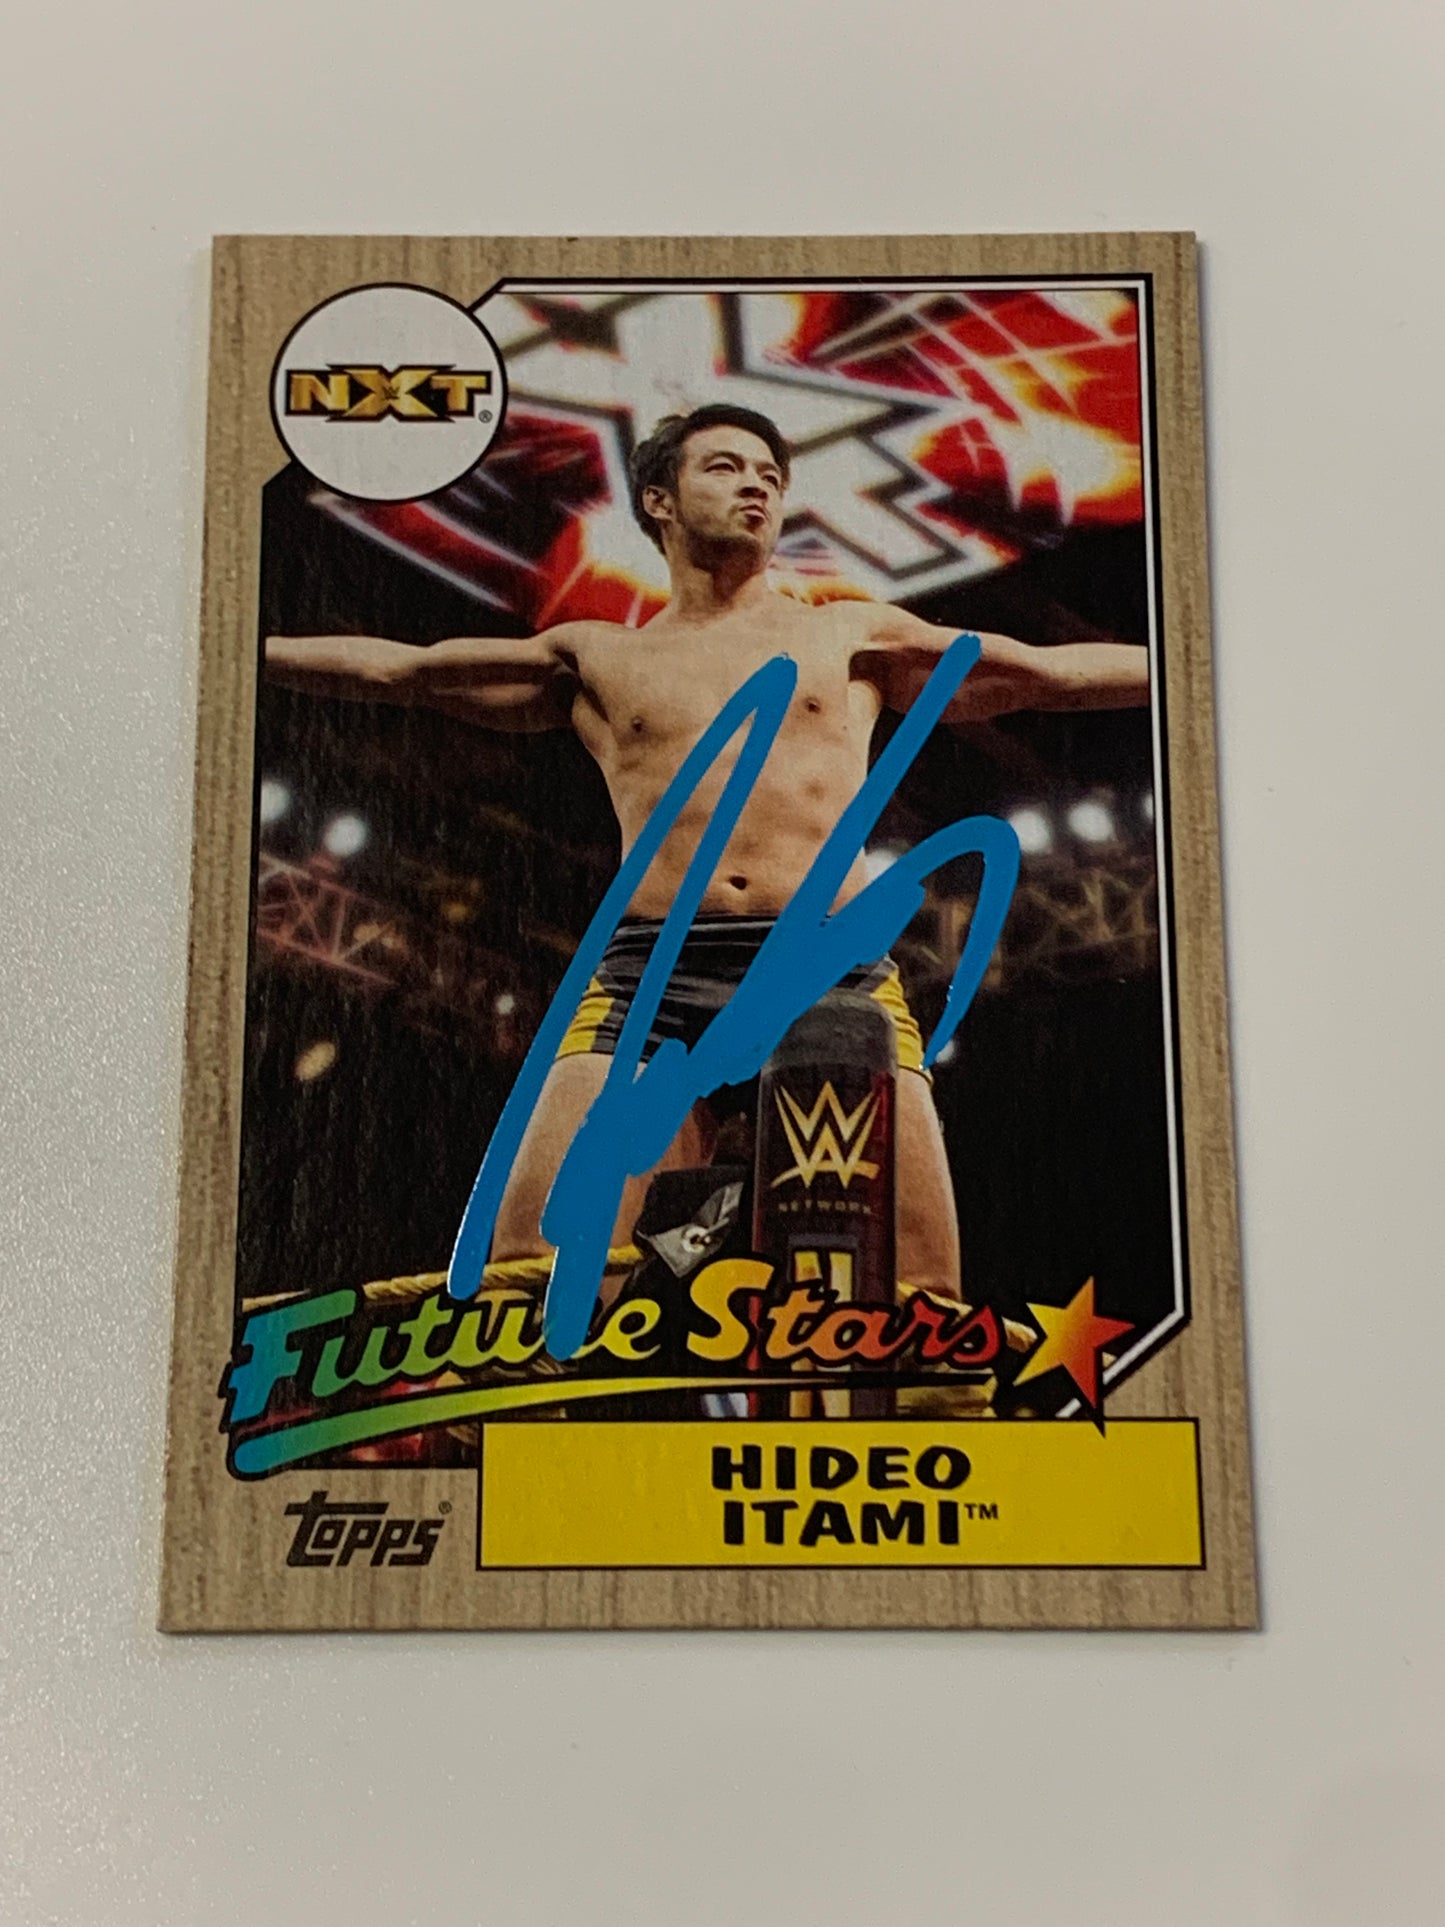 NXT®
WWE
NETWORK
Future Stars
HIDEO
ITAMI™
Topps®